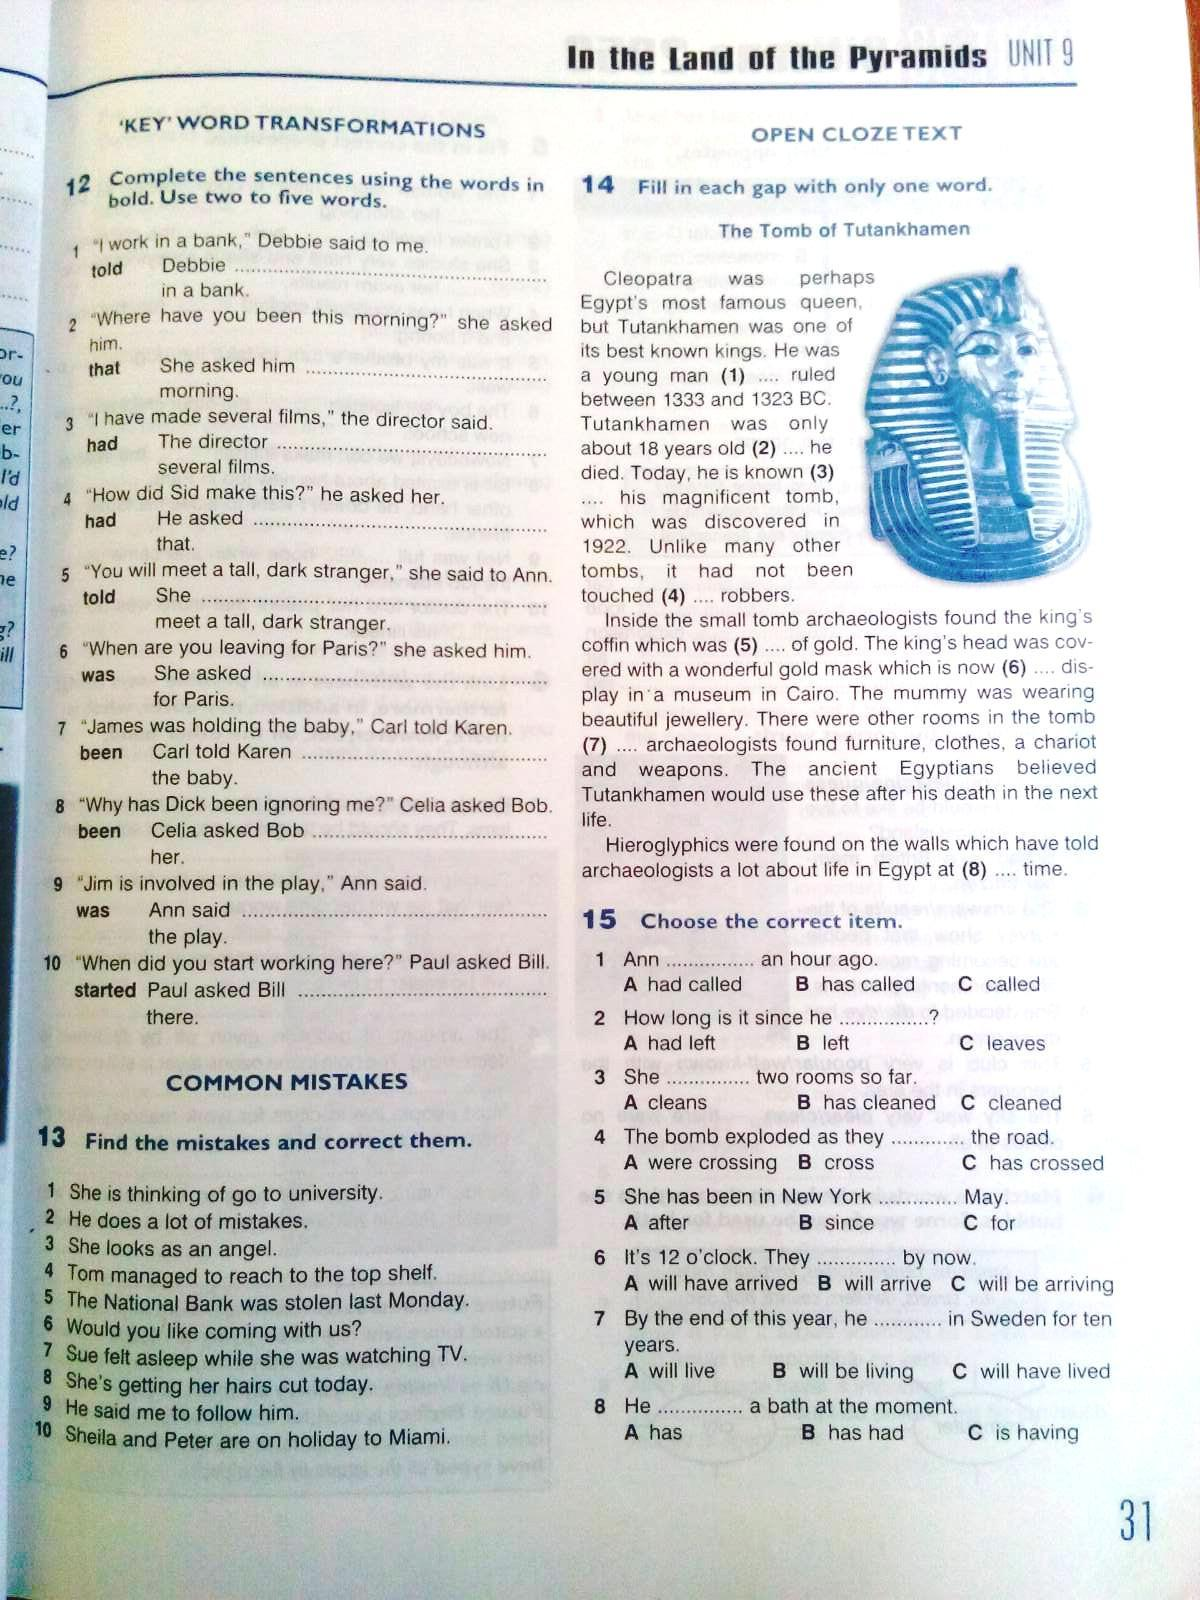 In the Land of the Pyramids UNIT 9
'KEY' WORD TRANSFORMATIONS
12 Complete the sentences using the words in
bold. Use two to five words.
1 "I work in a bank," Debbie said to me.
told Debbie ..........
in a bank.
2 "Where have you been this morning?" she asked
him.
that She asked him ..........
morning.
3 "I have made several films," the director said.
had The director ..........
several films.
4 "How did Sid make this?" he asked her.
had He asked ..........
that.
5 "You will meet a tall, dark stranger," she said to Ann.
told She ..........
meet a tall, dark stranger.
6 "When are you leaving for Paris?" she asked him.
was She asked ..........
for Paris.
7 "James was holding the baby," Carl told Karen.
been Carl told Karen ..........
the baby.
8 "Why has Dick been ignoring me?" Celia asked Bob.
been Celia asked Bob ..........
her.
9 "Jim is involved in the play," Ann said.
was Ann said ..........
the play.
10 "When did you start working here?" Paul asked Bill.
started Paul asked Bill ..........
there.
COMMON MISTAKES
13 Find the mistakes and correct them.
1 She is thinking of go to university.
2 He does a lot of mistakes.
3 She looks as an angel.
4 Tom managed to reach to the top shelf.
5 The National Bank was stolen last Monday.
6 Would you like coming with us?
7 Sue felt asleep while she was watching TV.
8 She's getting her hairs cut today.
9 He said me to follow him.
10 Sheila and Peter are on holiday to Miami.
OPEN CLOZE TEXT
14 Fill in each gap with only one word.
The Tomb of Tutankhamen
Cleopatra was perhaps
Egypt's most famous queen,
but Tutankhamen was one of
its best known kings. He was
a young man (1) .... ruled
between 1333 and 1323 BC.
Tutankhamen was only
about 18 years old (2) .... he
died. Today, he is known (3)
.... his magnificent tomb,
which was discovered in
1922. Unlike many other
tombs, it had not been
touched (4) .... robbers.
Inside the small tomb archaeologists found the king's
coffin which was (5) .... of gold. The king's head was cov-
ered with a wonderful gold mask which is now (6) .... dis-
play in a museum in Cairo. The mummy was wearing
beautiful jewellery. There were other rooms in the tomb
(7) .... archaeologists found furniture, clothes, a chariot
and weapons. The ancient Egyptians believed
Tutankhamen would use these after his death in the next
life.
Hieroglyphics were found on the walls which have told
archaeologists a lot about life in Egypt at (8) .... time.
15 Choose the correct item.
1 Ann .......... an hour ago.
A had called B has called C called
2 How long is it since he ..........?
A had left B left C leaves
3 She .......... two rooms so far.
A cleans B has cleaned C cleaned
4 The bomb exploded as they .......... the road.
A were crossing B cross C has crossed
5 She has been in New York .......... May.
A after B since C for
6 It's 12 o'clock. They .......... by now.
A will have arrived B will arrive C will be arriving
7 By the end of this year, he .......... in Sweden for ten
years.
A will live B will be living C will have lived
8 He .......... a bath at the moment.
A has B has had C is having
31